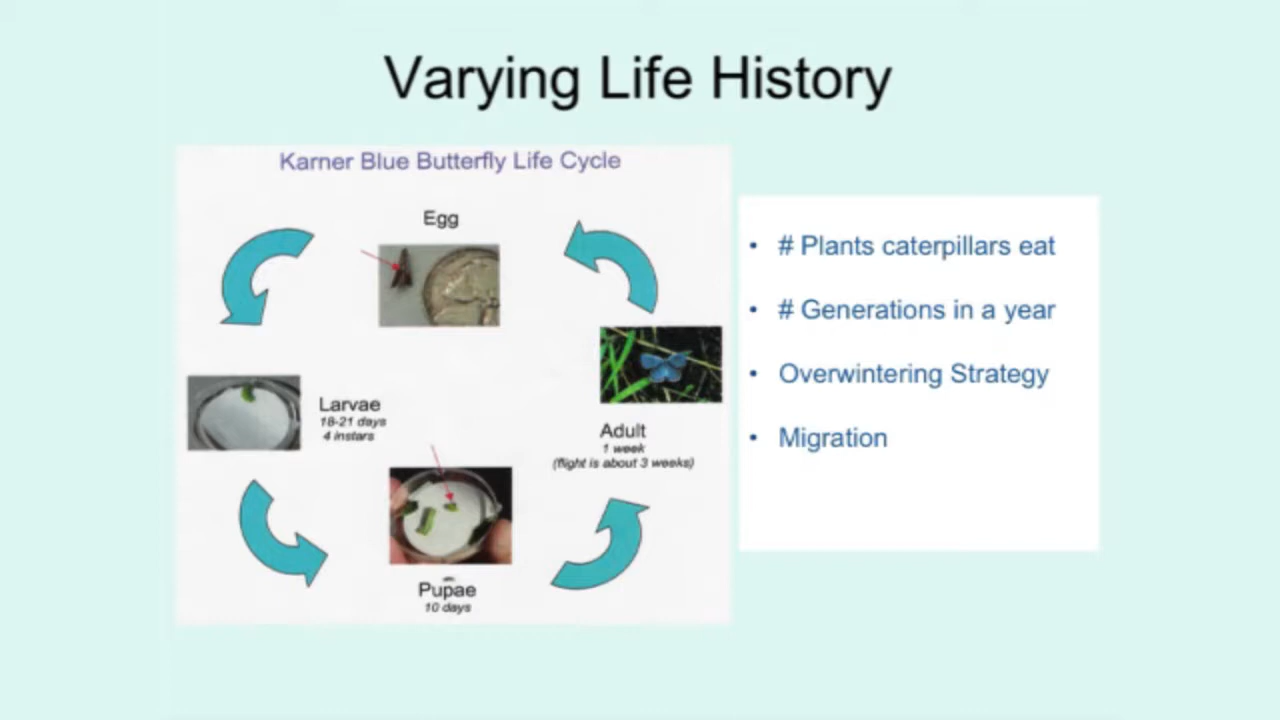 Varying Life History
Karner Blue Butterfly Life Cycle
Egg
Larvae
18-21 days
4 instars
Adult
1 week
(flight is about 3 weeks)
Pupae
10 days
• # Plants caterpillars eat
• # Generations in a year
• Overwintering Strategy
• Migration